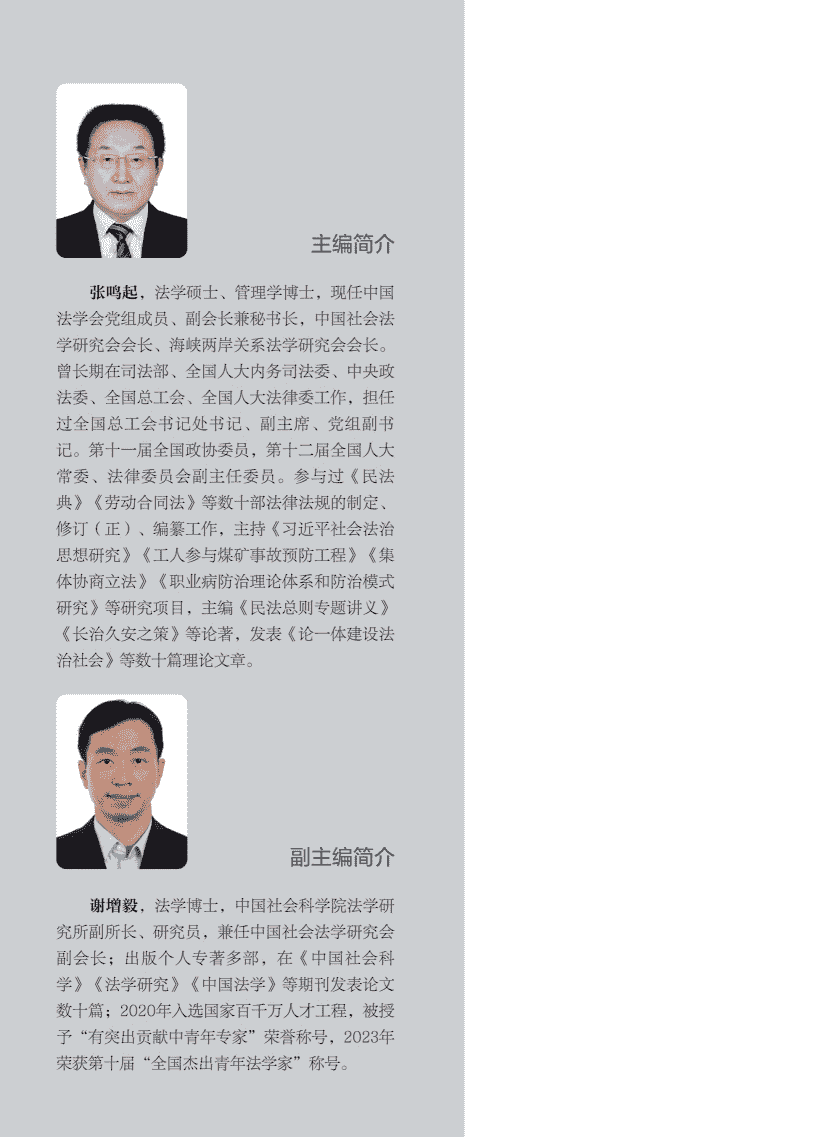 主编简介
张鸣起，法学硕士、管理学博士，现任中国
法学会党组成员、副会长兼秘书长，中国社会法
学研究会会长、海峡两岸关系法学研究会会长。
曾长期在司法部、全国人大内务司法委、中央政
法委、全国总工会、全国人大法律委工作，担任
过全国总工会书记处书记、副主席、党组副书
记。第十一届全国政协委员，第十二届全国人大
常委、法律委员会副主任委员。参与过《民法
典》《劳动合同法》等数十部法律法规的制定、
修订（正）、编纂工作，主持《习近平社会法治
思想研究》《工人参与煤矿事故预防工程》《集
体协商立法》《职业病防治理论体系和防治模式
研究》等研究项目，主编《民法总则专题讲义》
《长治久安之策》等论著，发表《论一体建设法
治社会》等数十篇理论文章。
副主编简介
谢增毅，法学博士，中国社会科学院法学研
究所副所长、研究员，兼任中国社会法学研究会
副会长；出版个人专著多部，在《中国社会科
学》《法学研究》《中国法学》等期刊发表论文
数十篇；2020年入选国家百千万人才工程，被授
予“有突出贡献中青年专家”荣誉称号，2023年
荣获第十届“全国杰出青年法学家”称号。